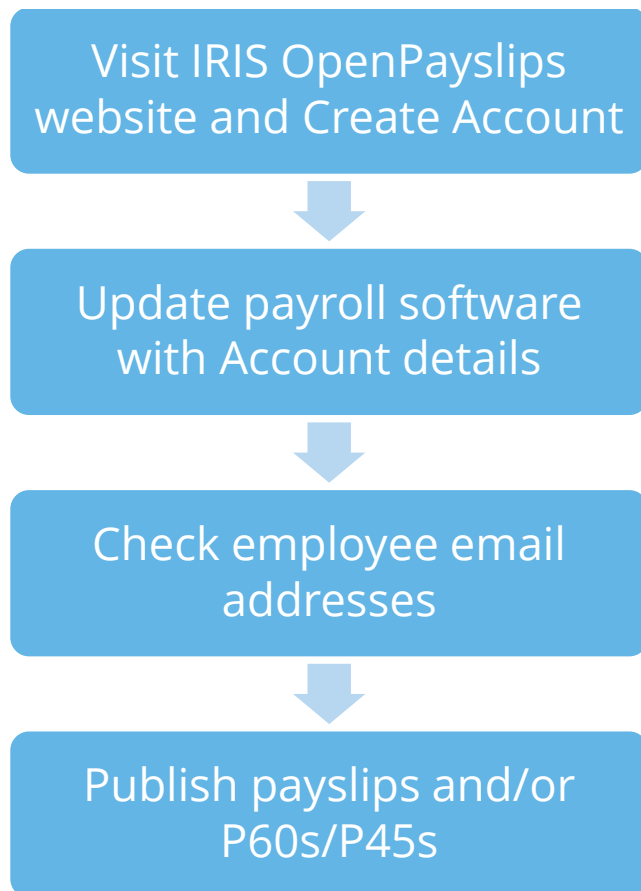 Visit IRIS OpenPayslips
website and Create Account
Update payroll software
with Account details
Check employee email
addresses
Publish payslips and/or
P60s/P45s